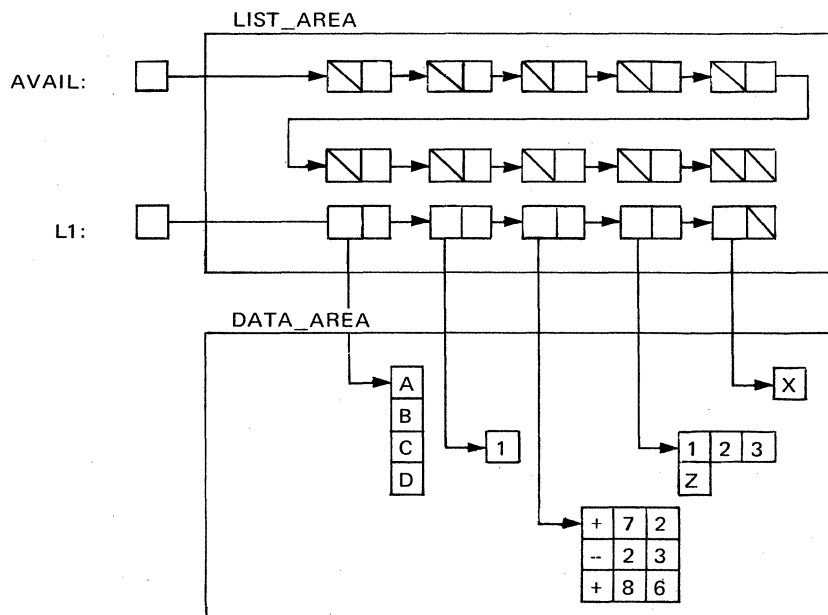 LIST_AREA
AVAIL:
L1:
DATA_AREA
A
B
C
D
1
+ 7 2
-- 2 3
+ 8 6
1 2 3
Z
X